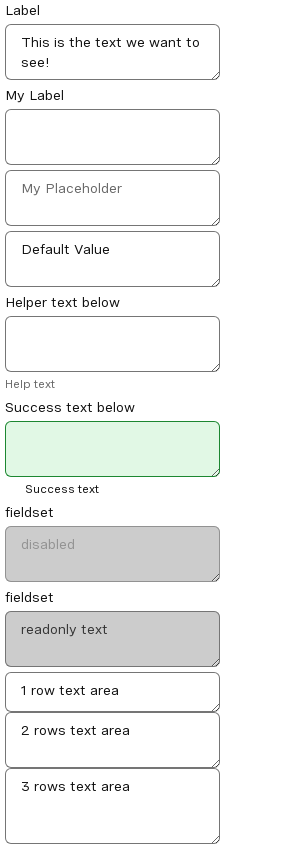 Label
This is the text we want to
see!
My Label
My Placeholder
Default Value
Helper text below
Help text
Success text below
Success text
fieldset
disabled
fieldset
readonly text
1 row text area
2 rows text area
3 rows text area